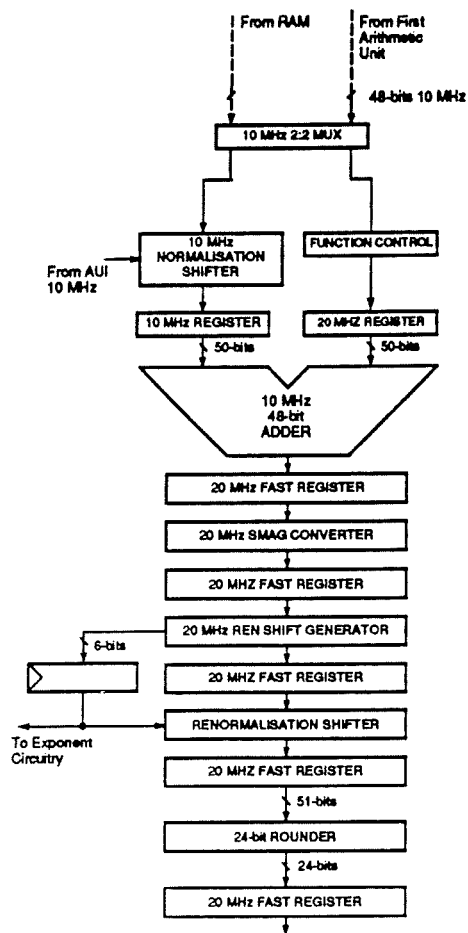 From RAM
From First
Arithmetic
Unit
48-bits 10 MHz
10 MHz 2:2 MUX
10 MHz
NORMALISATION
SHIFTER
FUNCTION CONTROL
From AUI
10 MHz
10 MHz REGISTER
20 MHZ REGISTER
50-bits
50-bits
10 MHz
48-bit
ADDER
20 MHz FAST REGISTER
20 MHz SMAG CONVERTER
20 MHZ FAST REGISTER
20 MHz REN SHIFT GENERATOR
6-bits
20 MHZ FAST REGISTER
RENORMALISATION SHIFTER
To Exponent
Circuitry
20 MHZ FAST REGISTER
51-bits
24-bit ROUNDER
24-bits
20 MHz FAST REGISTER